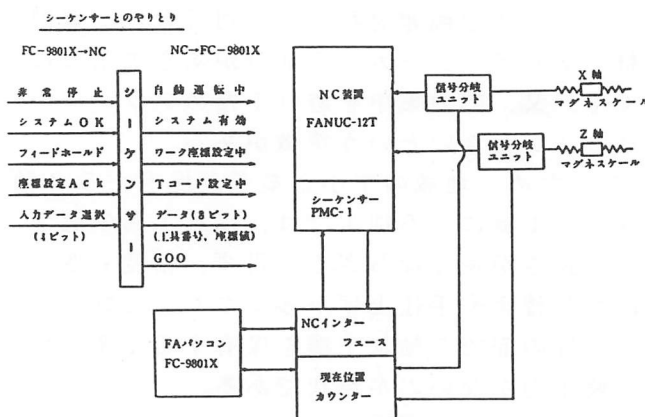 シーケンサーとのやりとり
FC-9801X→NC
NC→FC-9801X
非常停止
システムOK
フィードホールド
座標設定Ack
入力データ選択
(4ビット)
シーケンサー
自動運転中
システム有効
ワーク座標設定中
Tコード設定中
データ(8ビット)
(工具番号、座標値)
GOO
NC装置
FANUC-12T
シーケンサー
PMC-1
信号分岐
ユニット
X軸
マグネスケール
信号分岐
ユニット
Z軸
マグネスケール
FAパソコン
FC-9801X
NCインター
フェース
現在位置
カウンター